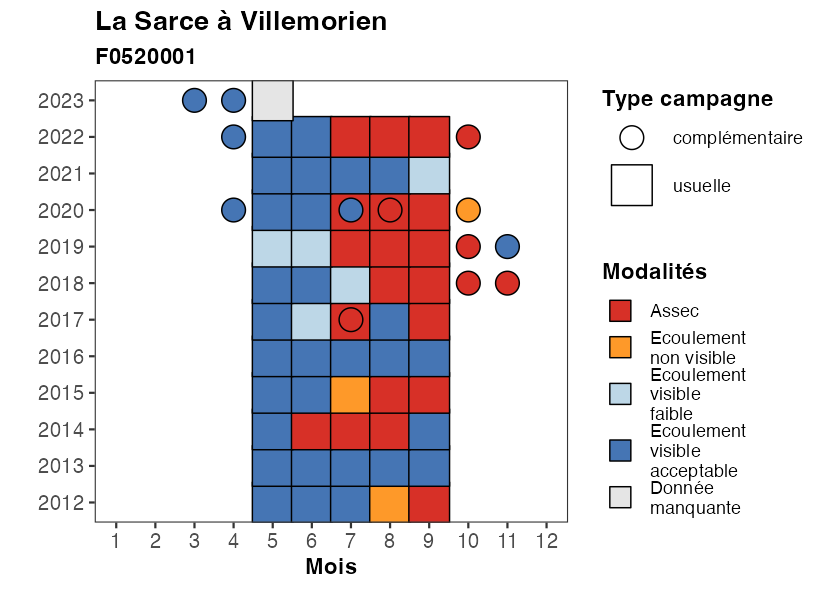 La Sarce à Villemorien
F0520001
2023
2022
2021
2020
2019
2018
2017
2016
2015
2014
2013
2012
1 2 3 4 5 6 7 8 9 10 11 12
Mois
Type campagne
complémentaire
usuelle
Modalités
Assec
Ecoulement
non visible
Ecoulement
visible
faible
Ecoulement
visible
acceptable
Donnée
manquante